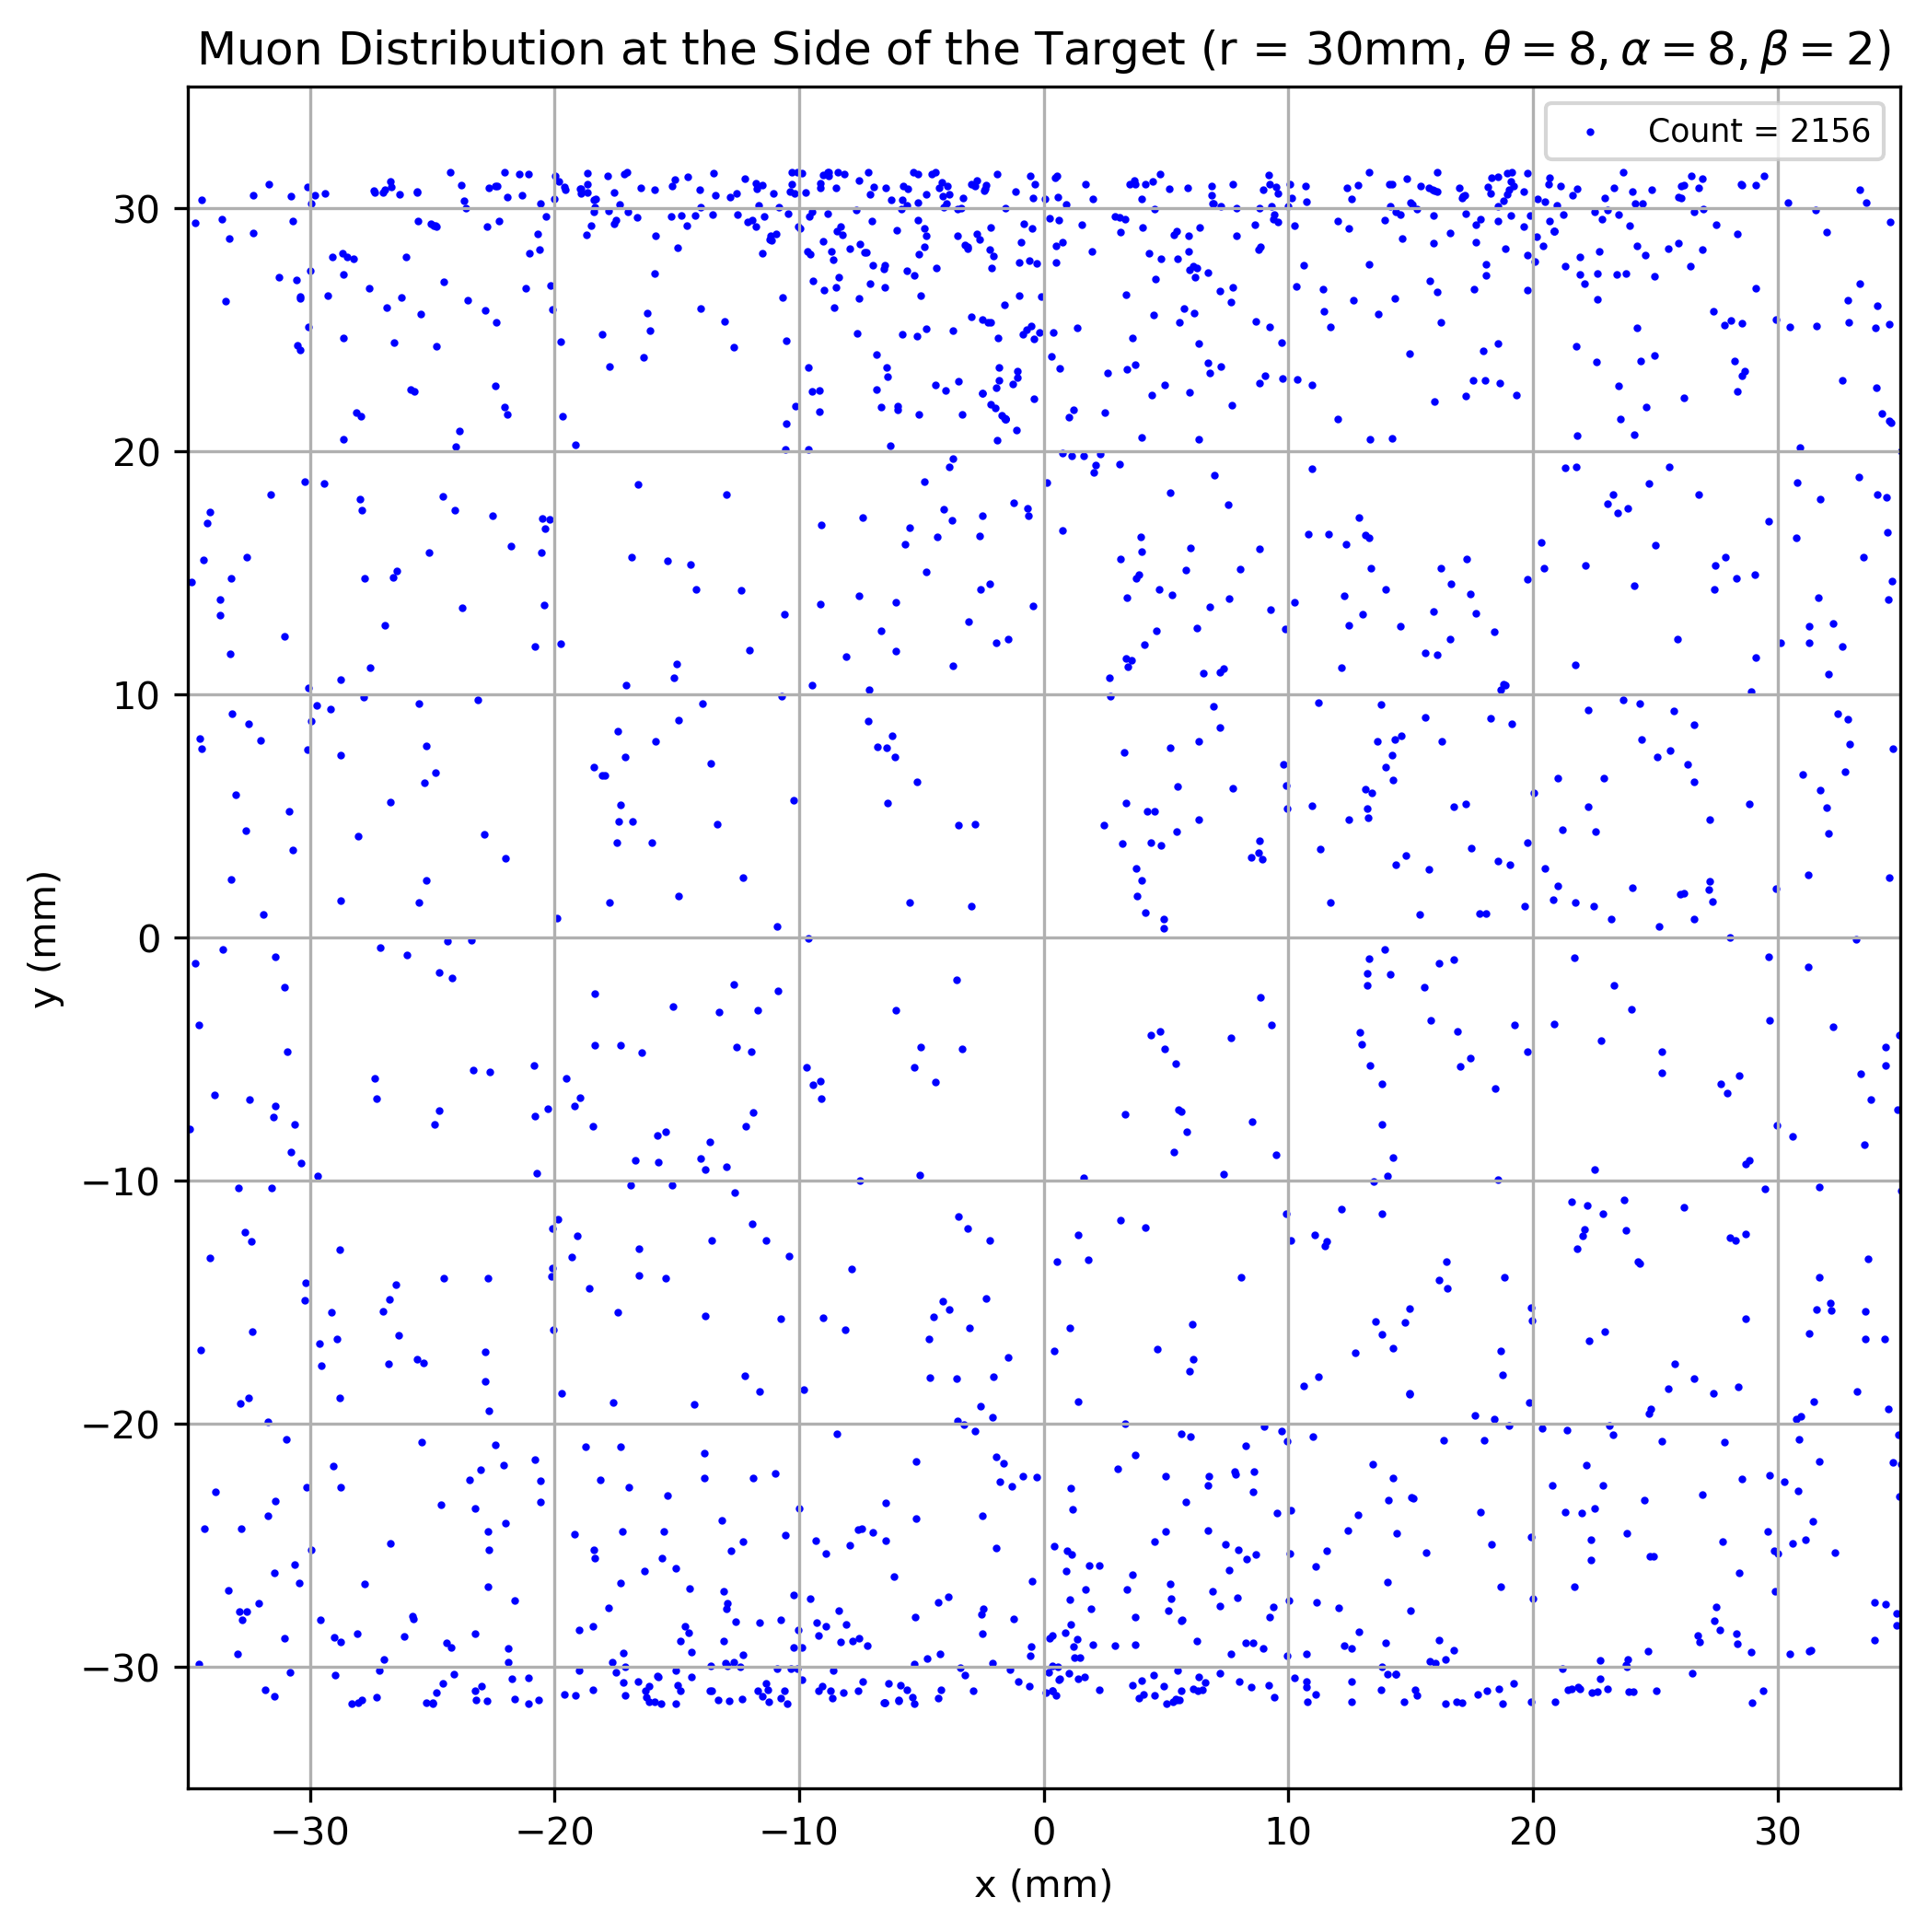 Muon Distribution at the Side of the Target (r = 30mm, θ = 8, α = 8, β = 2)
Count = 2156
30
20
10
0
−10
−20
−30
y (mm)
−30 −20 −10 0 10 20 30
x (mm)